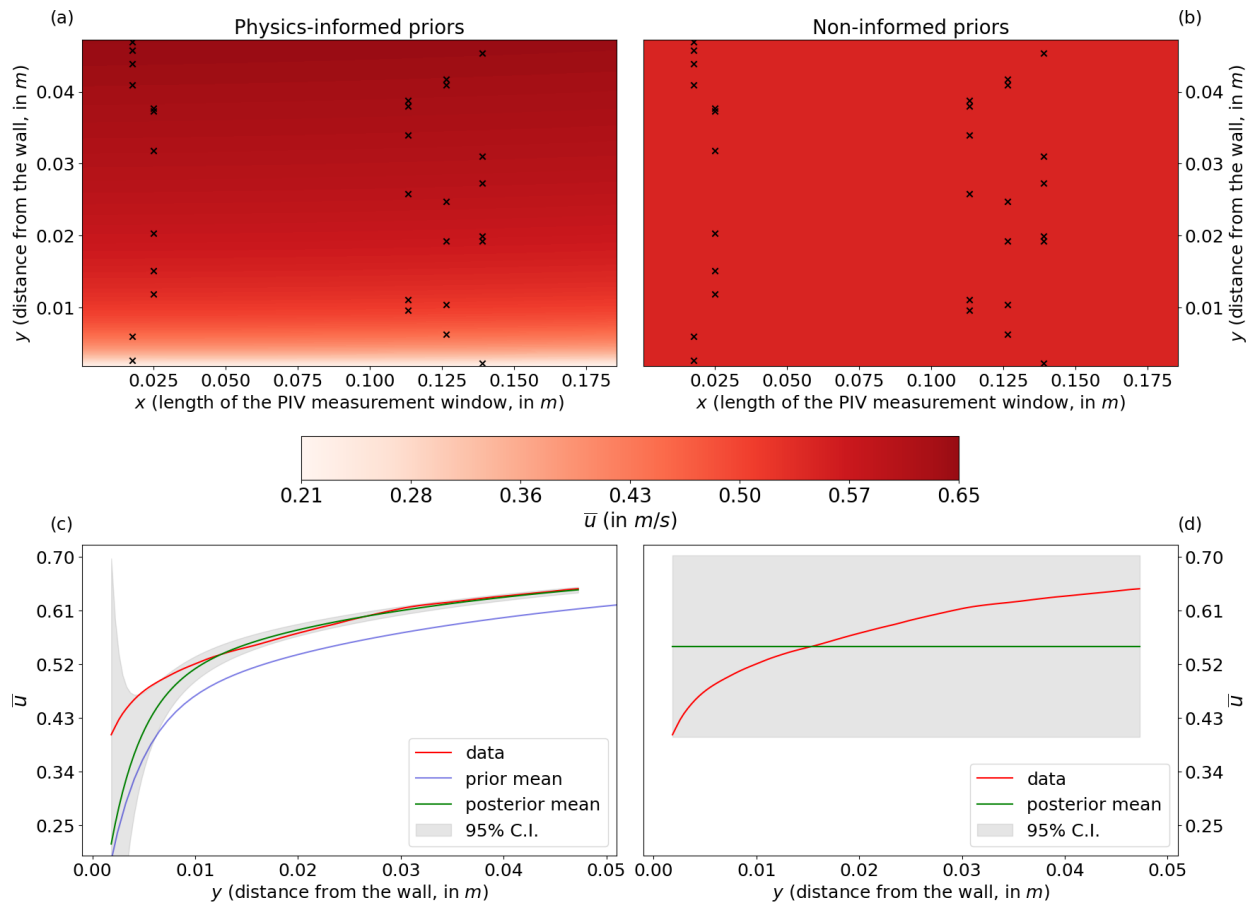 (a)
Physics-informed priors
Non-informed priors
(b)
y (distance from the wall, in m)
0.04
0.03
0.02
0.01
0.04
0.03
0.02
0.01
y (distance from the wall, in m)
0.025 0.050 0.075 0.100 0.125 0.150 0.175
0.025 0.050 0.075 0.100 0.125 0.150 0.175
x (length of the PIV measurement window, in m)
x (length of the PIV measurement window, in m)
0.21 0.28 0.36 0.43 0.50 0.57 0.65
u̅ (in m/s)
(c)
(d)
u̅
0.70
0.61
0.52
0.43
0.34
0.25
data
prior mean
posterior mean
95% C.I.
0.00 0.01 0.02 0.03 0.04 0.05
y (distance from the wall, in m)
data
posterior mean
95% C.I.
0.70
0.61
0.52
0.43
0.34
0.25
u̅
0.00 0.01 0.02 0.03 0.04 0.05
y (distance from the wall, in m)